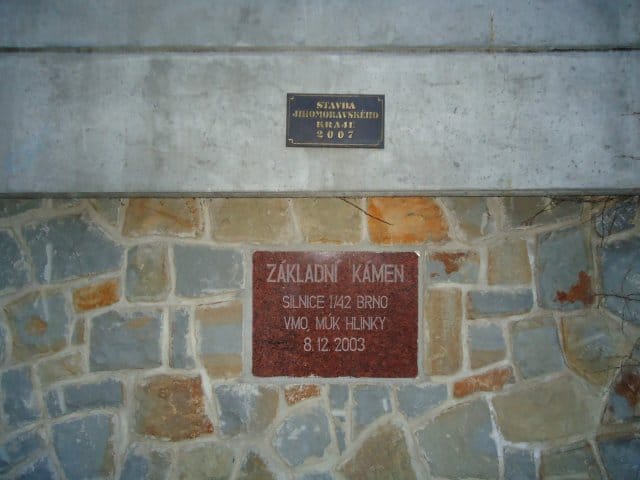 STAVBA
JIHOMORAVSKÉHO
KRAJE
2007
ZÁKLADNÍ KÁMEN
SILNICE I/42 BRNO
VMO, MÚK HLINKY
8.12.2003